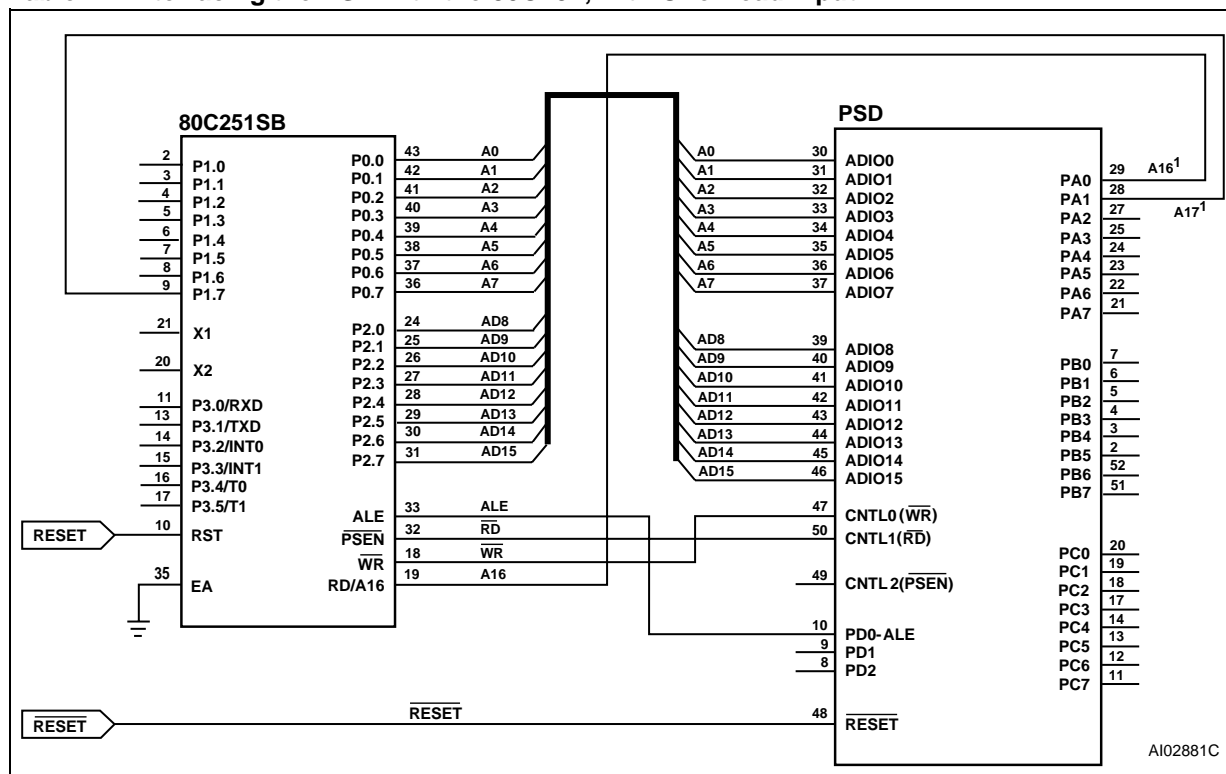 80C251SB
PSD
2 P1.0
3 P1.1
4 P1.2
5 P1.3
6 P1.4
7 P1.5
8 P1.6
9 P1.7
21 X1
20 X2
11 P3.0/RXD
13 P3.1/TXD
14 P3.2/INT0
15 P3.3/INT1
16 P3.4/T0
17 P3.5/T1
RESET 10 RST
35 EA
P0.0 43 A0
P0.1 42 A1
P0.2 41 A2
P0.3 40 A3
P0.4 39 A4
P0.5 38 A5
P0.6 37 A6
P0.7 36 A7
P2.0 24 AD8
P2.1 25 AD9
P2.2 26 AD10
P2.3 27 AD11
P2.4 28 AD12
P2.5 29 AD13
P2.6 30 AD14
P2.7 31 AD15
ALE 33 ALE
PSEN 32 RD
WR 18 WR
RD/A16 19 A16
A0 30 ADIO0
A1 31 ADIO1
A2 32 ADIO2
A3 33 ADIO3
A4 34 ADIO4
A5 35 ADIO5
A6 36 ADIO6
A7 37 ADIO7
AD8 39 ADIO8
AD9 40 ADIO9
AD10 41 ADIO10
AD11 42 ADIO11
AD12 43 ADIO12
AD13 44 ADIO13
AD14 45 ADIO14
AD15 46 ADIO15
47 CNTL0(WR)
50 CNTL1(RD)
49 CNTL 2(PSEN)
10 PD0-ALE
9 PD1
8 PD2
RESET RESET 48 RESET
PA0 29 A16¹
PA1 28 A17¹
PA2 27
PA3 25
PA4 24
PA5 23
PA6 22
PA7 21
PB0 7
PB1 6
PB2 5
PB3 4
PB4 3
PB5 2
PB6 52
PB7 51
PC0 20
PC1 19
PC2 18
PC3 17
PC4 14
PC5 13
PC6 12
PC7 11
AI02881C